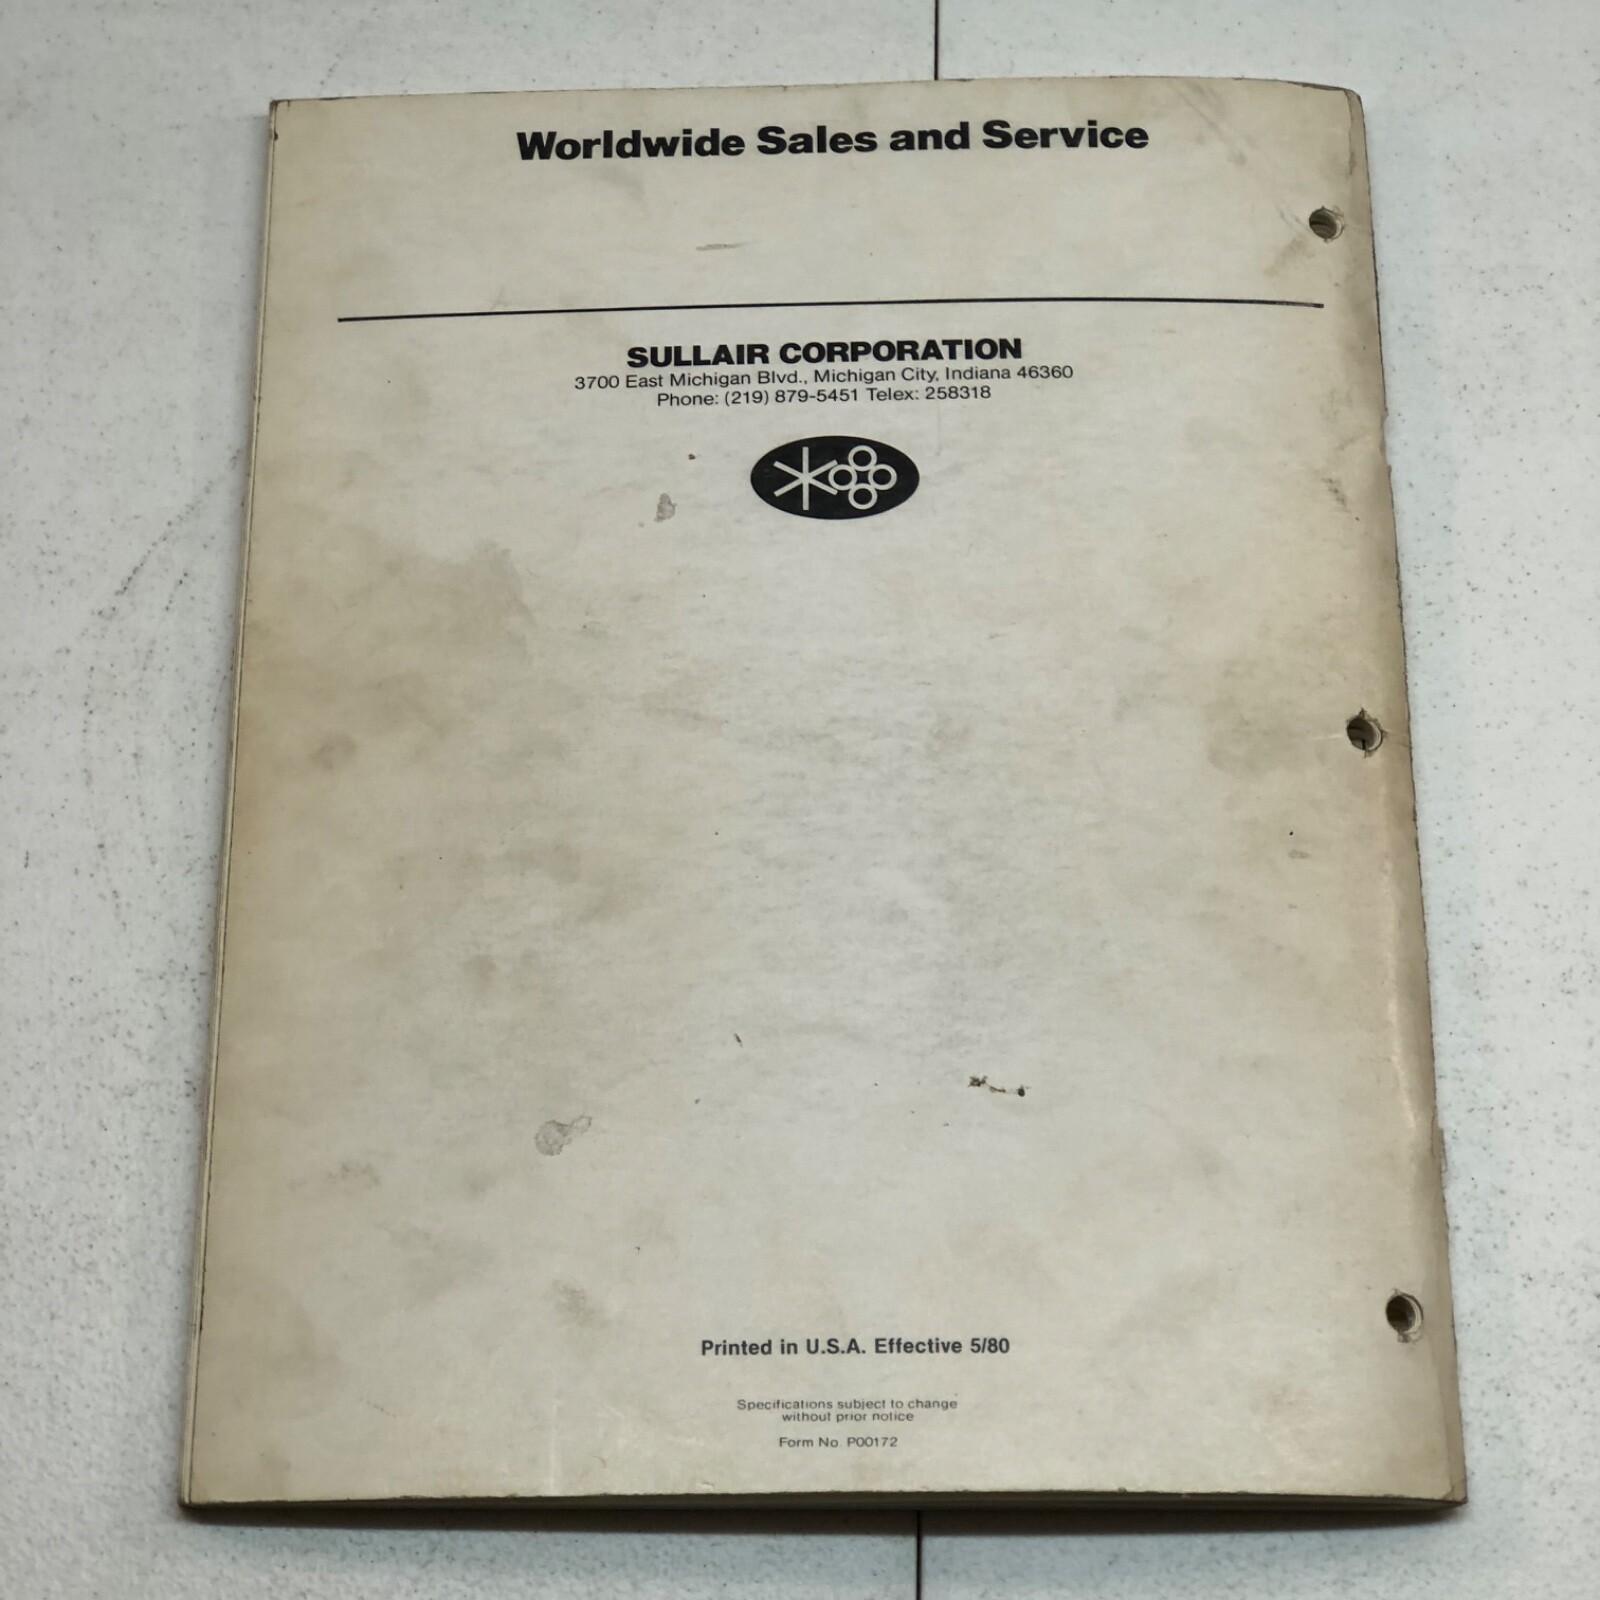 Worldwide Sales and Service
SULLAIR CORPORATION
3700 East Michigan Blvd., Michigan City, Indiana 46360
Phone: (219) 879-5451 Telex: 258318
Printed in U.S.A. Effective 5/80
Specifications subject to change
without prior notice
Form No. P00172